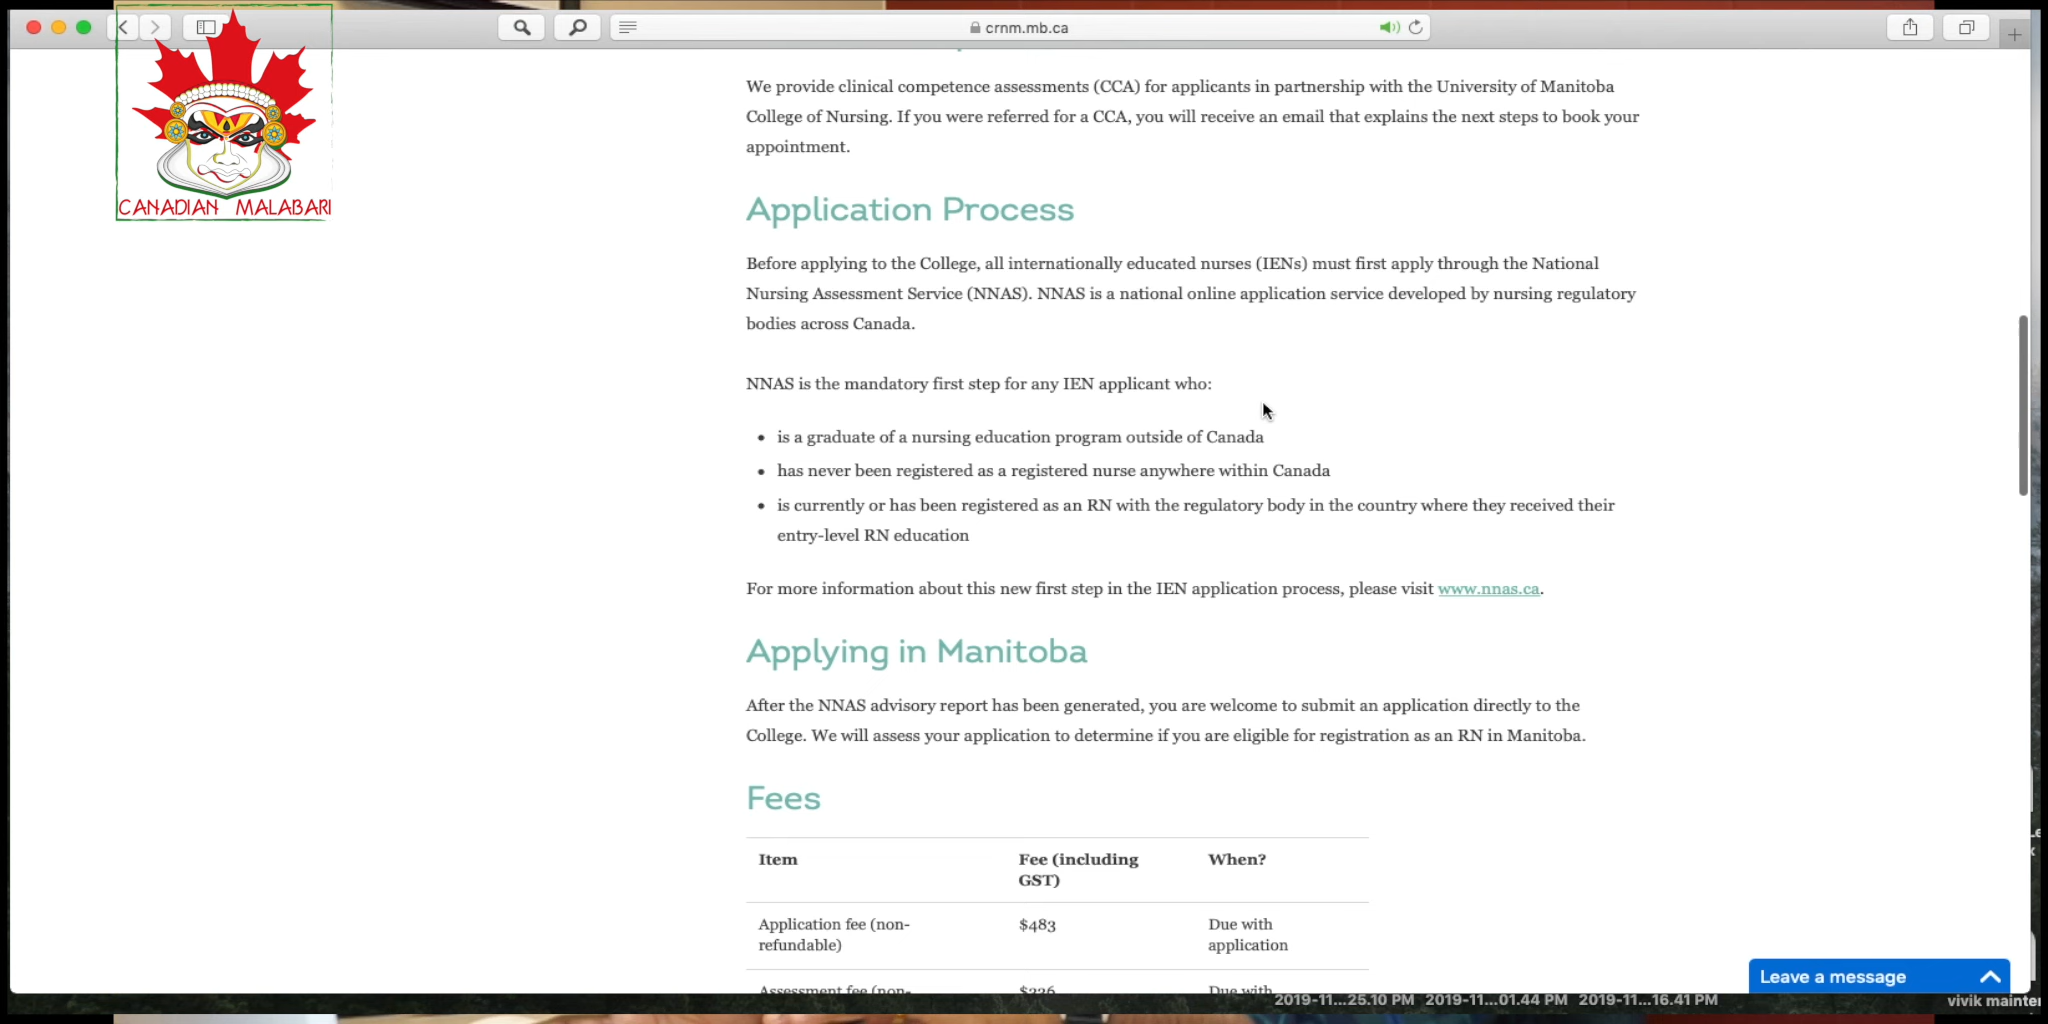 crnm.mb.ca
CANADIAN MALABARI
We provide clinical competence assessments (CCA) for applicants in partnership with the University of Manitoba
College of Nursing. If you were referred for a CCA, you will receive an email that explains the next steps to book your
appointment.
Application Process
Before applying to the College, all internationally educated nurses (IENs) must first apply through the National
Nursing Assessment Service (NNAS). NNAS is a national online application service developed by nursing regulatory
bodies across Canada.
NNAS is the mandatory first step for any IEN applicant who:
• is a graduate of a nursing education program outside of Canada
• has never been registered as a registered nurse anywhere within Canada
• is currently or has been registered as an RN with the regulatory body in the country where they received their
entry-level RN education
For more information about this new first step in the IEN application process, please visit www.nnas.ca.
Applying in Manitoba
After the NNAS advisory report has been generated, you are welcome to submit an application directly to the
College. We will assess your application to determine if you are eligible for registration as an RN in Manitoba.
Fees
Item Fee (including When?
GST)
Application fee (non- $483 Due with
refundable) application
Assessment fee (non- Due with
Leave a message
2019-11...25.10 PM 2019-11...01.44 PM 2019-11...16.41 PM vivik